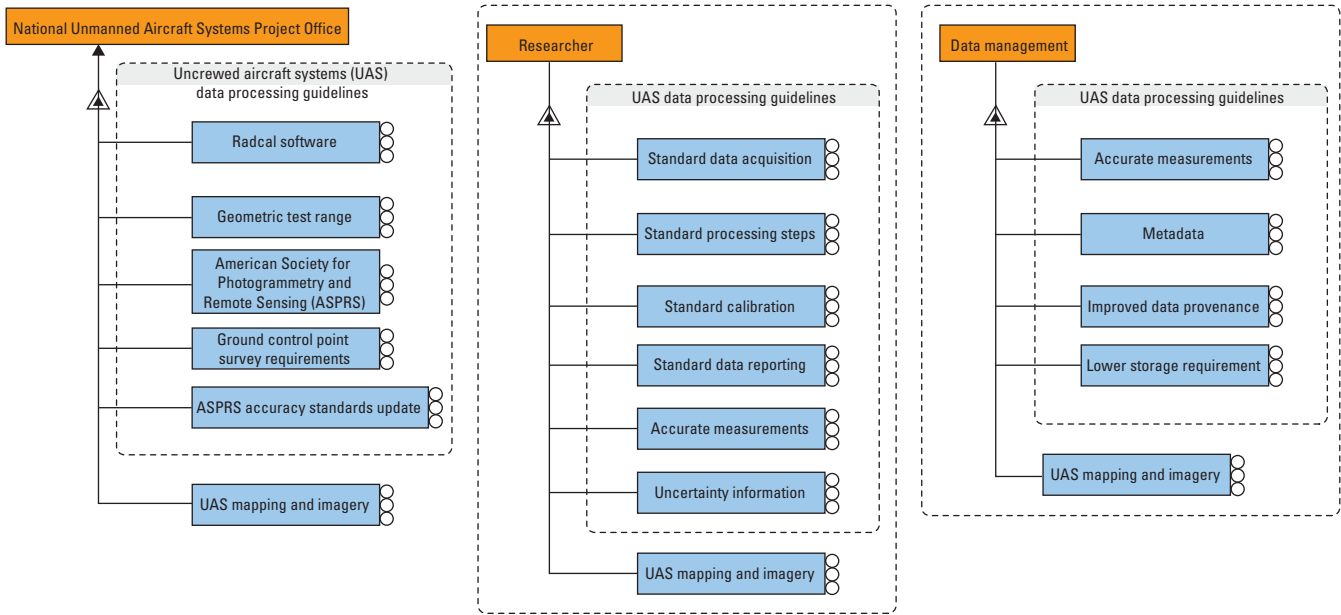 National Unmanned Aircraft Systems Project Office
Uncrewed aircraft systems (UAS)
data processing guidelines
Radcal software
Geometric test range
American Society for
Photogrammetry and
Remote Sensing (ASPRS)
Ground control point
survey requirements
ASPRS accuracy standards update
UAS mapping and imagery
Researcher
UAS data processing guidelines
Standard data acquisition
Standard processing steps
Standard calibration
Standard data reporting
Accurate measurements
Uncertainty information
UAS mapping and imagery
Data management
UAS data processing guidelines
Accurate measurements
Metadata
Improved data provenance
Lower storage requirement
UAS mapping and imagery